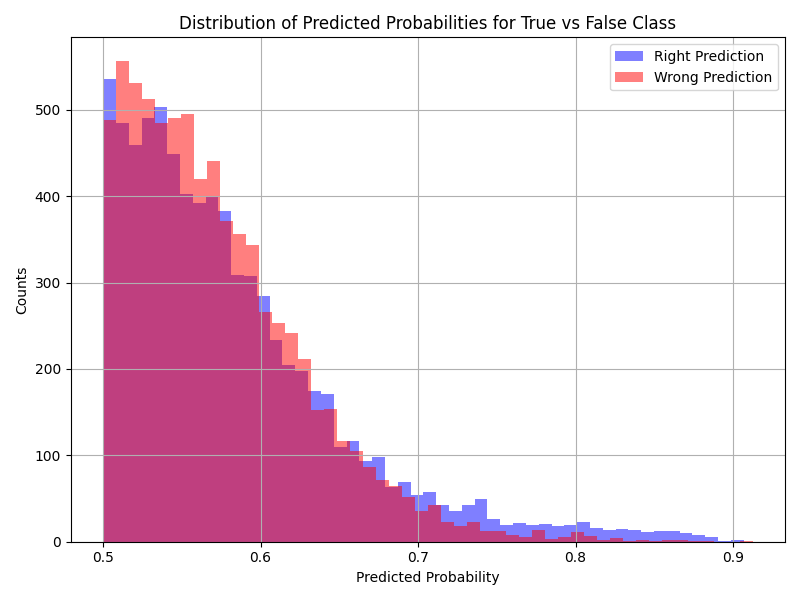 Distribution of Predicted Probabilities for True vs False Class
Right Prediction
Wrong Prediction
Counts
500
400
300
200
100
0
0.5 0.6 0.7 0.8 0.9
Predicted Probability